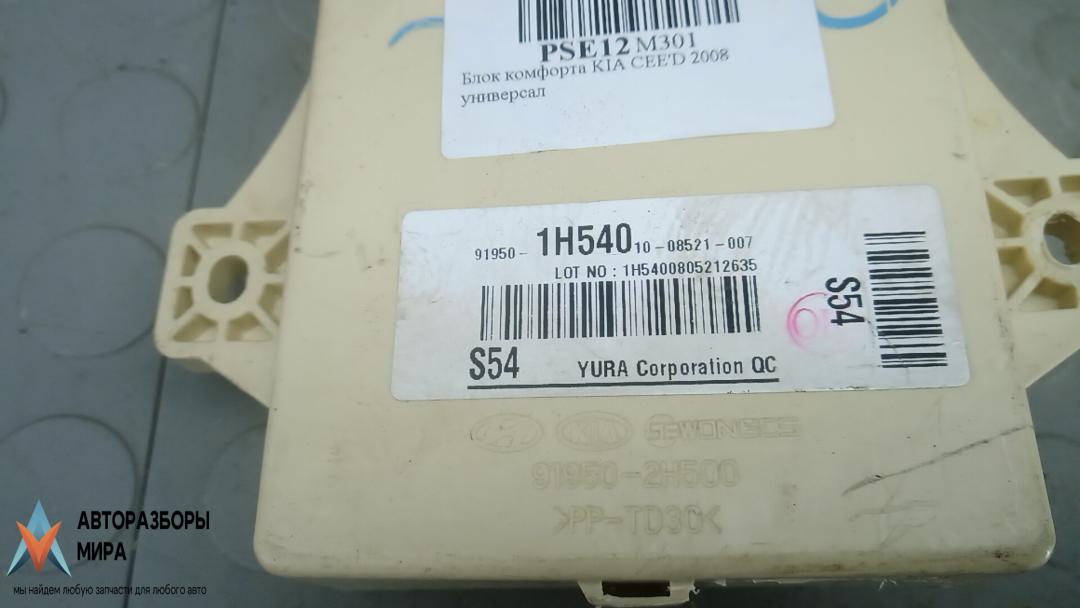 PSE12 M301
Блок комфорта KIA CEE'D 2008
универсал
91950- 1H540 10-08521-007
LOT NO : 1H5400805212635
S54
YURA Corporation QC
S54
KIA SEWONECS
91950-2H500
>PP-TD30<
АВТОРАЗБОРЫ
МИРА
мы найдем любую запчасти для любого авто